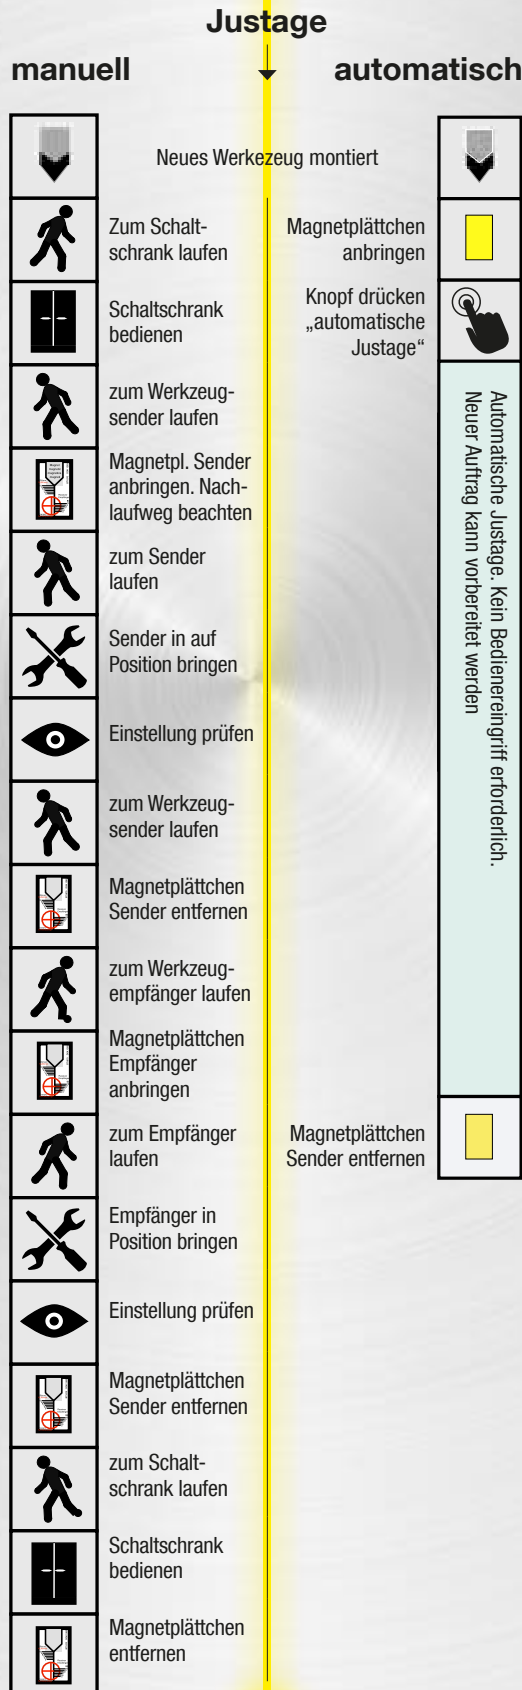 Justage
manuell
automatisch
Neues Werkezeug montiert
Zum Schalt-
schrank laufen
Schaltschrank
bedienen
zum Werkzeug-
sender laufen
Magnetpl. Sender
anbringen. Nach-
laufweg beachten
zum Sender
laufen
Sender in auf
Position bringen
Einstellung prüfen
zum Werkzeug-
sender laufen
Magnetplättchen
Sender entfernen
zum Werkzeug-
empfänger laufen
Magnetplättchen
Empfänger
anbringen
zum Empfänger
laufen
Empfänger in
Position bringen
Einstellung prüfen
Magnetplättchen
Sender entfernen
zum Schalt-
schrank laufen
Schaltschrank
bedienen
Magnetplättchen
entfernen
Magnetplättchen
anbringen
Knopf drücken
„automatische
Justage“
Automatische Justage. Kein Bedienereingriff erforderlich.
Neuer Auftrag kann vorbereitet werden
Magnetplättchen
Sender entfernen